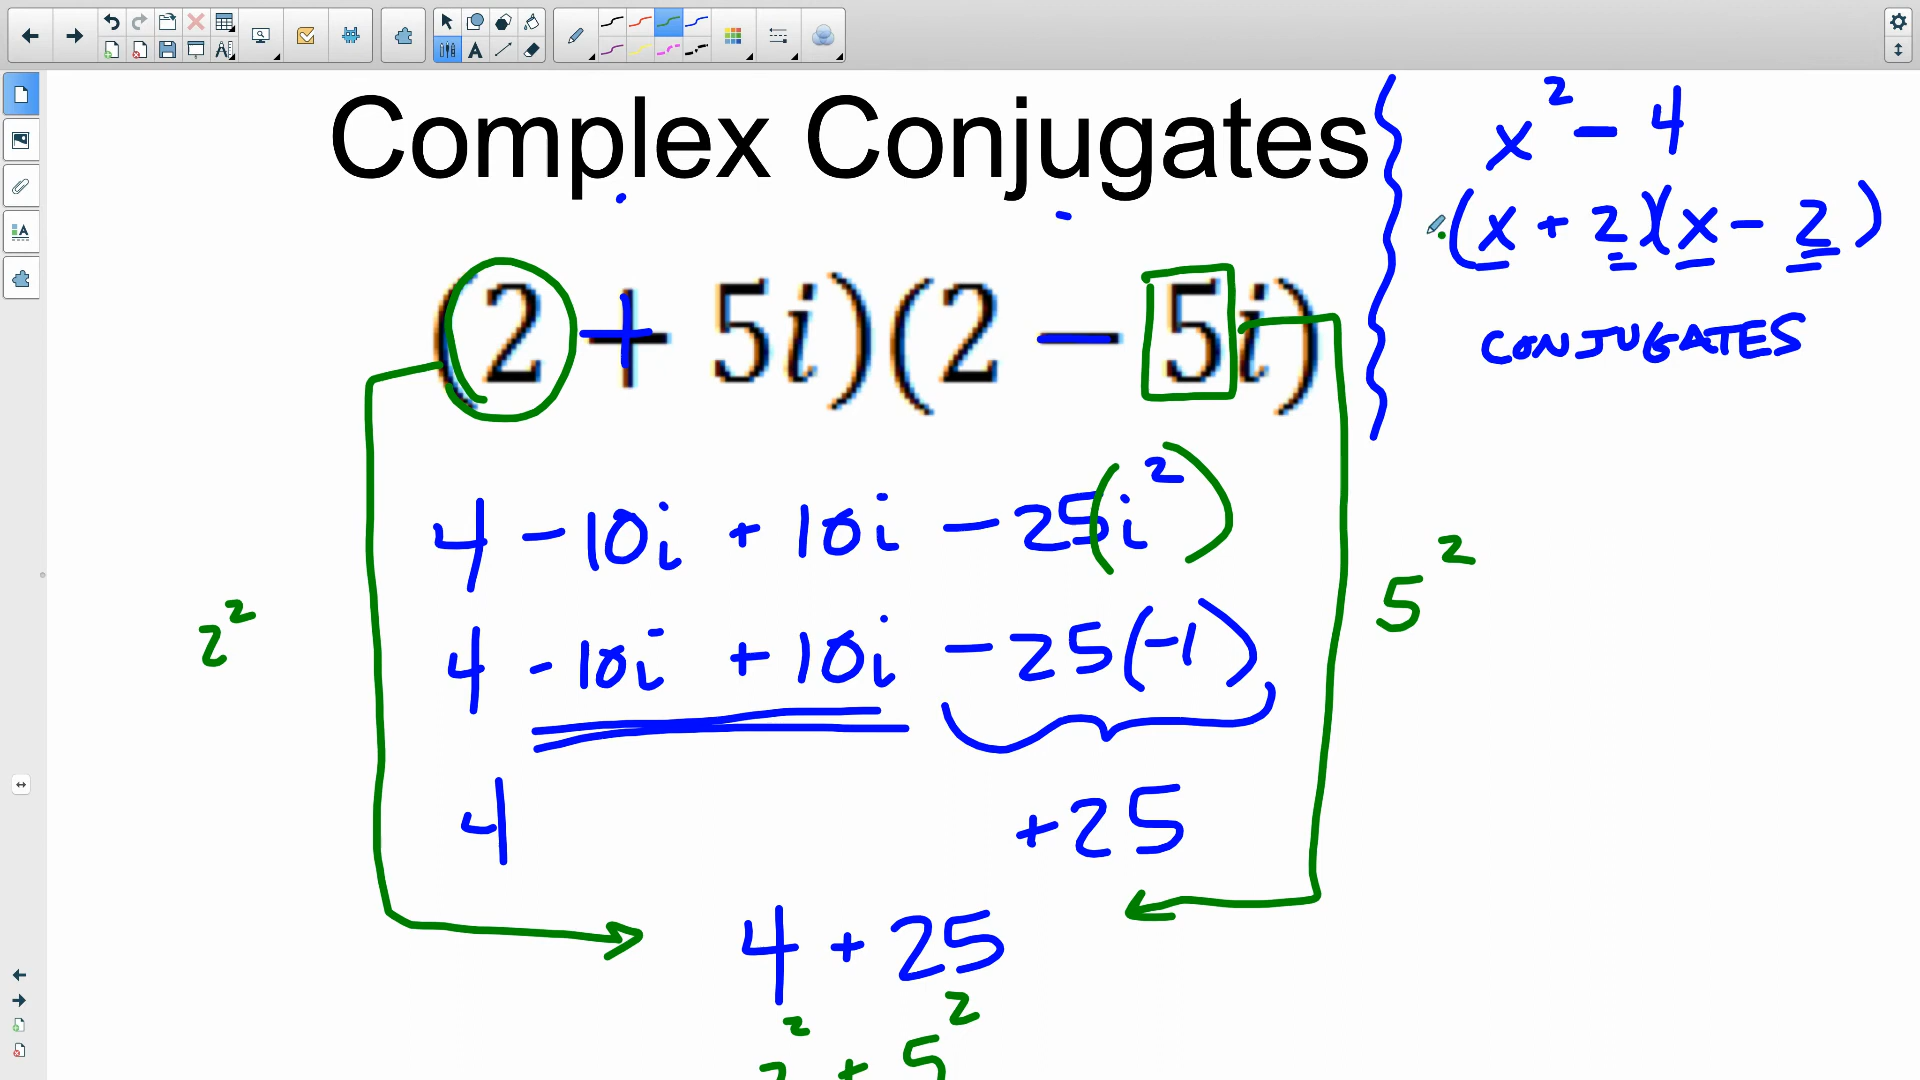 Complex Conjugates
x² - 4
(x + 2)(x - 2)
CONJUGATES
(2 + 5i)(2 - 5i)
4 - 10i + 10i - 25(i²)
2²
5²
4 - 10i + 10i - 25(-1)
4 +25
4 + 25
2² + 5²